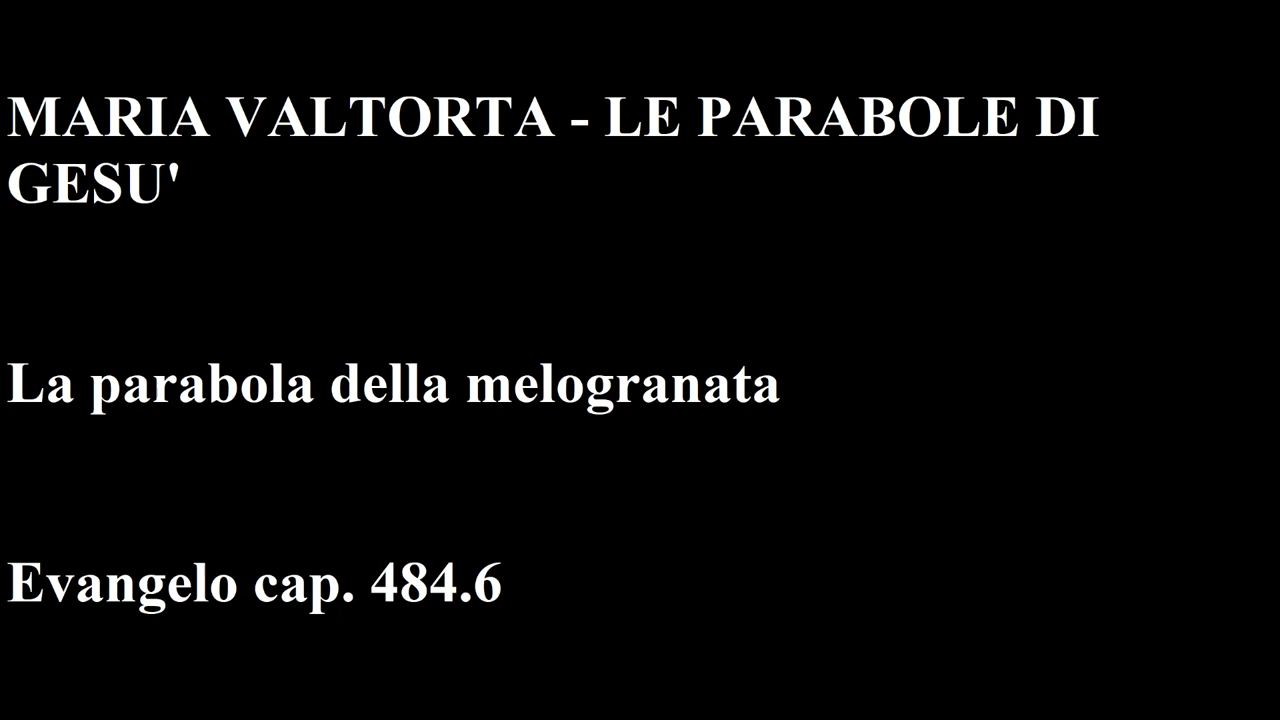 MARIA VALTORTA - LE PARABOLE DI
GESU'
La parabola della melogranata
Evangelo cap. 484.6